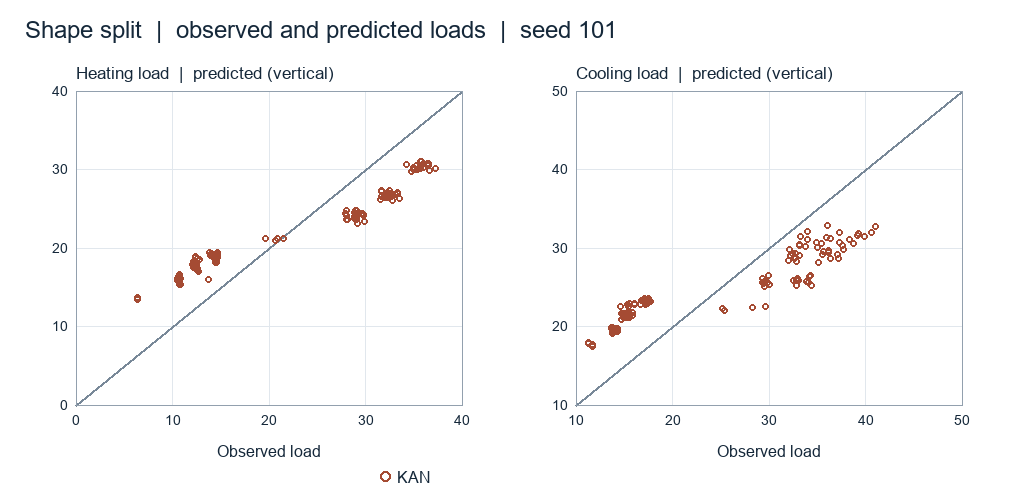 Shape split | observed and predicted loads | seed 101
Heating load | predicted (vertical)
40
30
20
10
0
0 10 20 30 40
Observed load
Cooling load | predicted (vertical)
50
40
30
20
10
10 20 30 40 50
Observed load
KAN